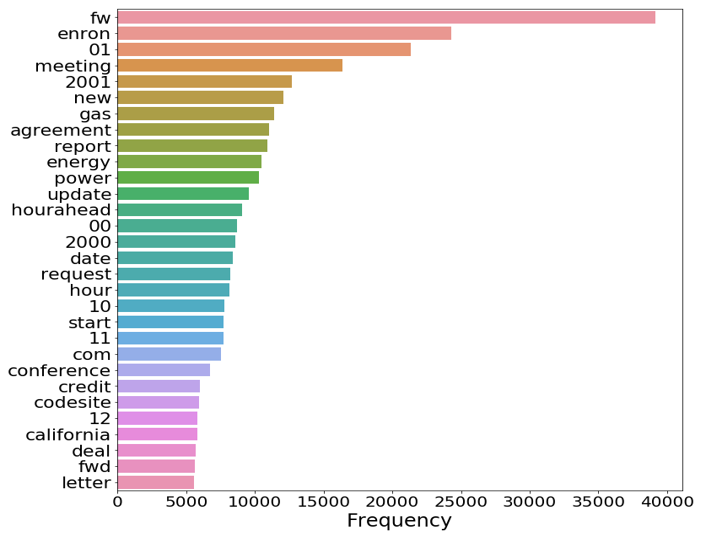 fw
enron
01
meeting
2001
new
gas
agreement
report
energy
power
update
hourahead
00
2000
date
request
hour
10
start
11
com
conference
credit
codesite
12
california
deal
fwd
letter
0 5000 10000 15000 20000 25000 30000 35000 40000
Frequency